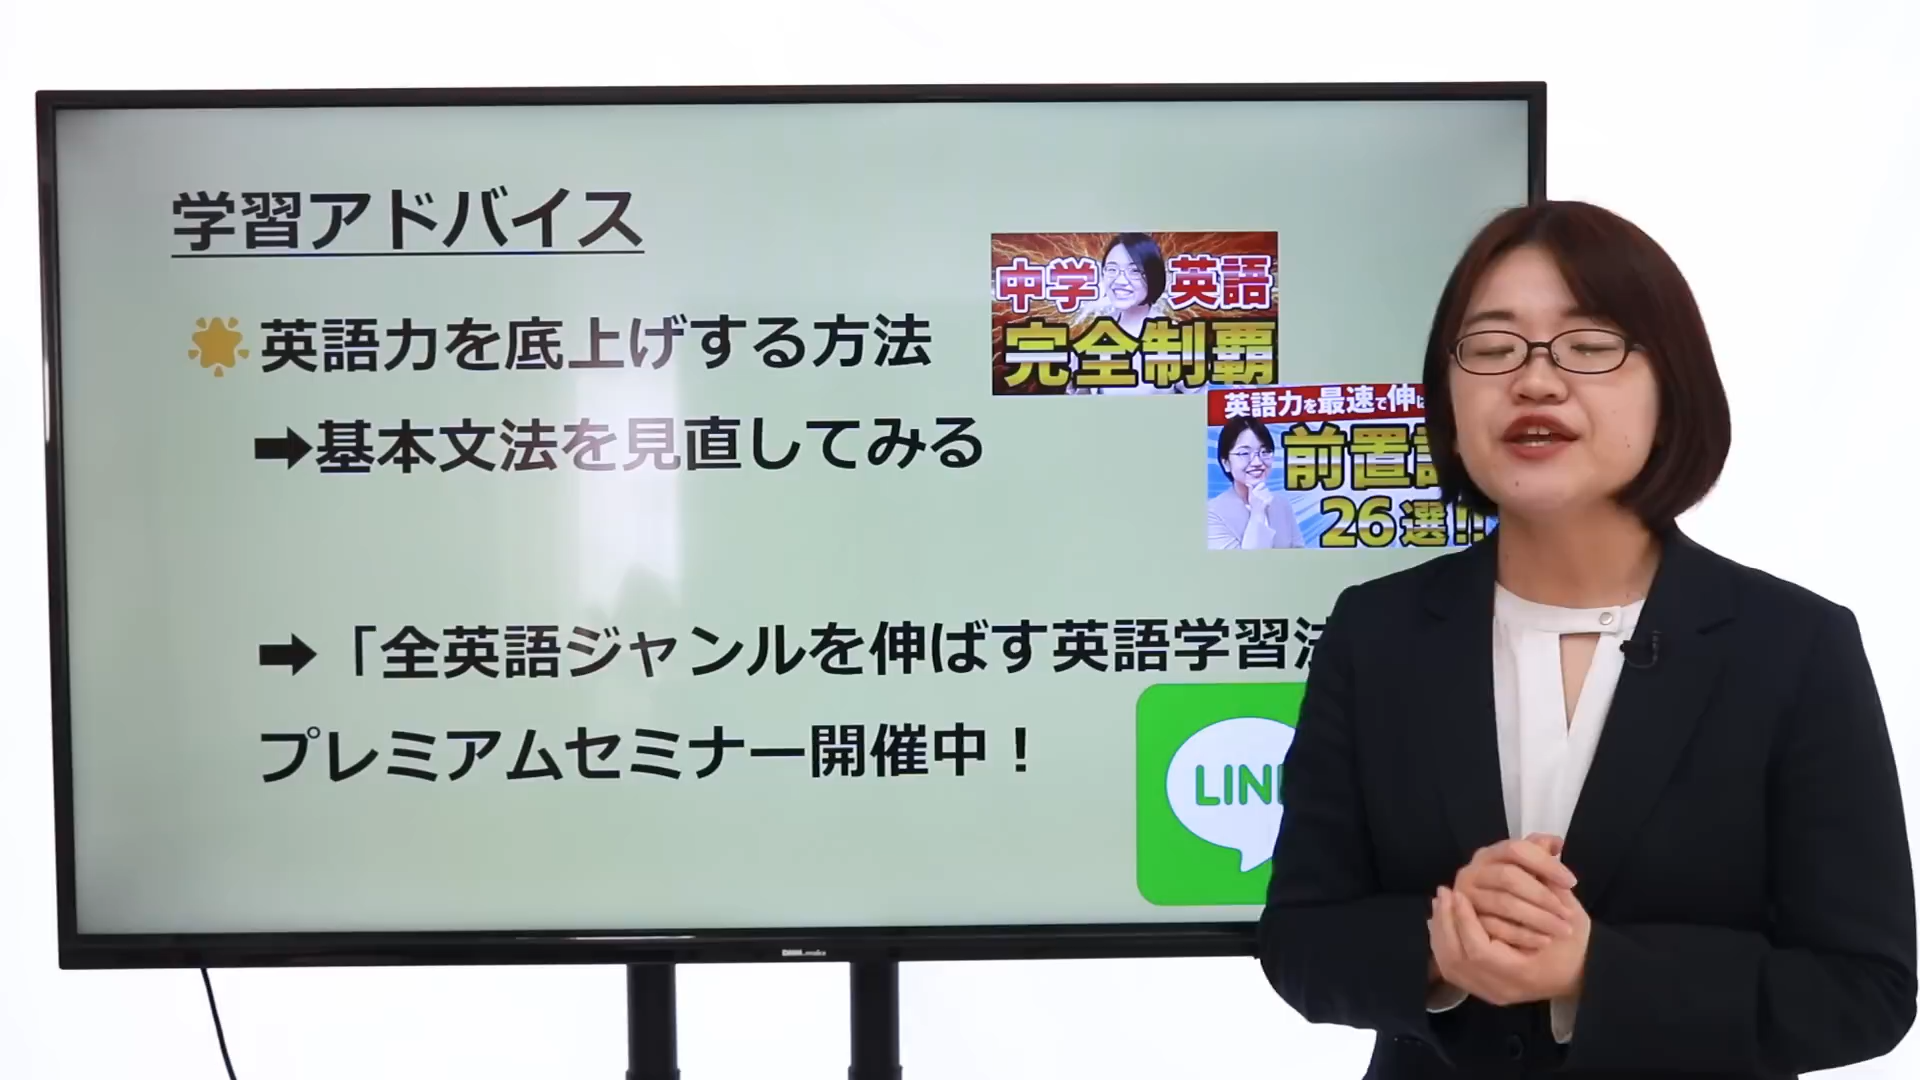 学習アドバイス
英語力を底上げする方法
➡基本文法を見直してみる
中学 英語
完全制覇
英語力を最速で伸
前置
26選!!
➡「全英語ジャンルを伸ばす英語学習
プレミアムセミナー開催中！
LINE